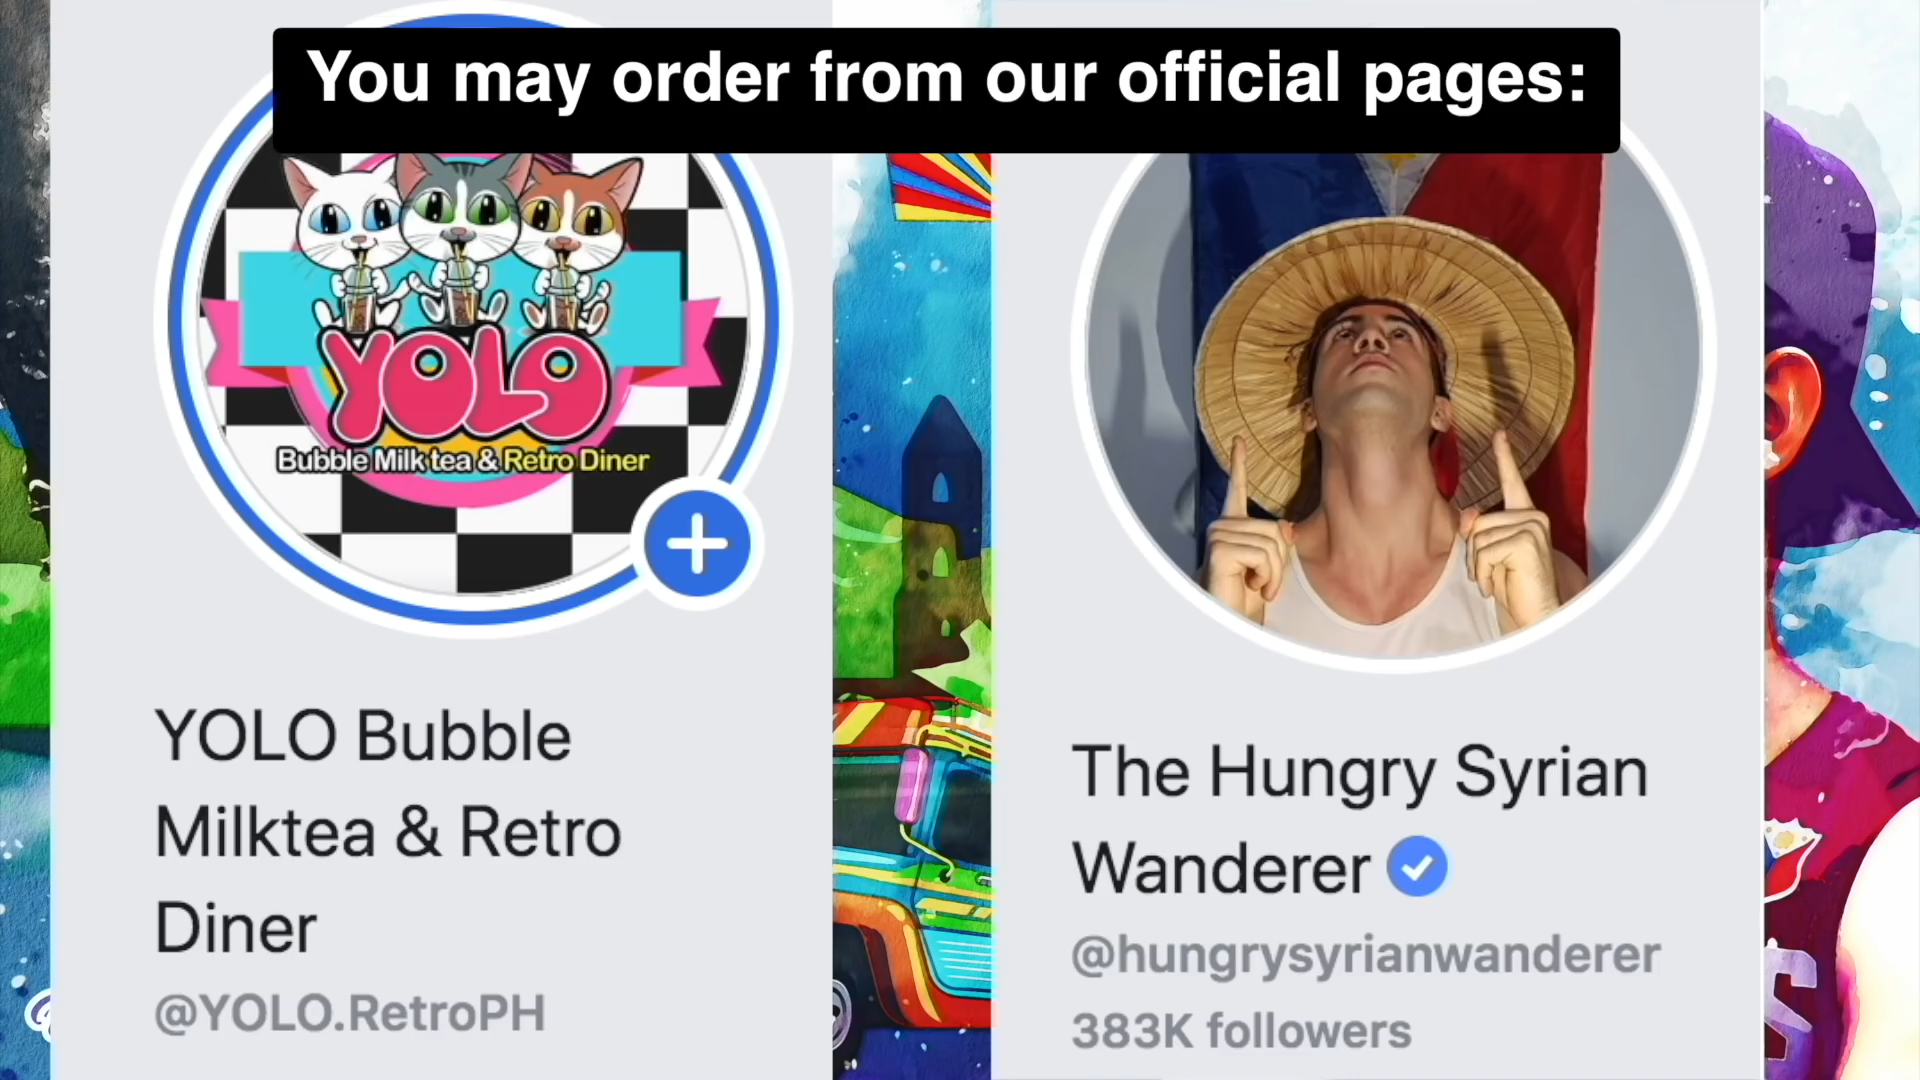 You may order from our official pages:
YOLO
Bubble Milk tea & Retro Diner
YOLO Bubble
Milktea & Retro
Diner
@YOLO.RetroPH
The Hungry Syrian
Wanderer
@hungrysyrianwanderer
383K followers